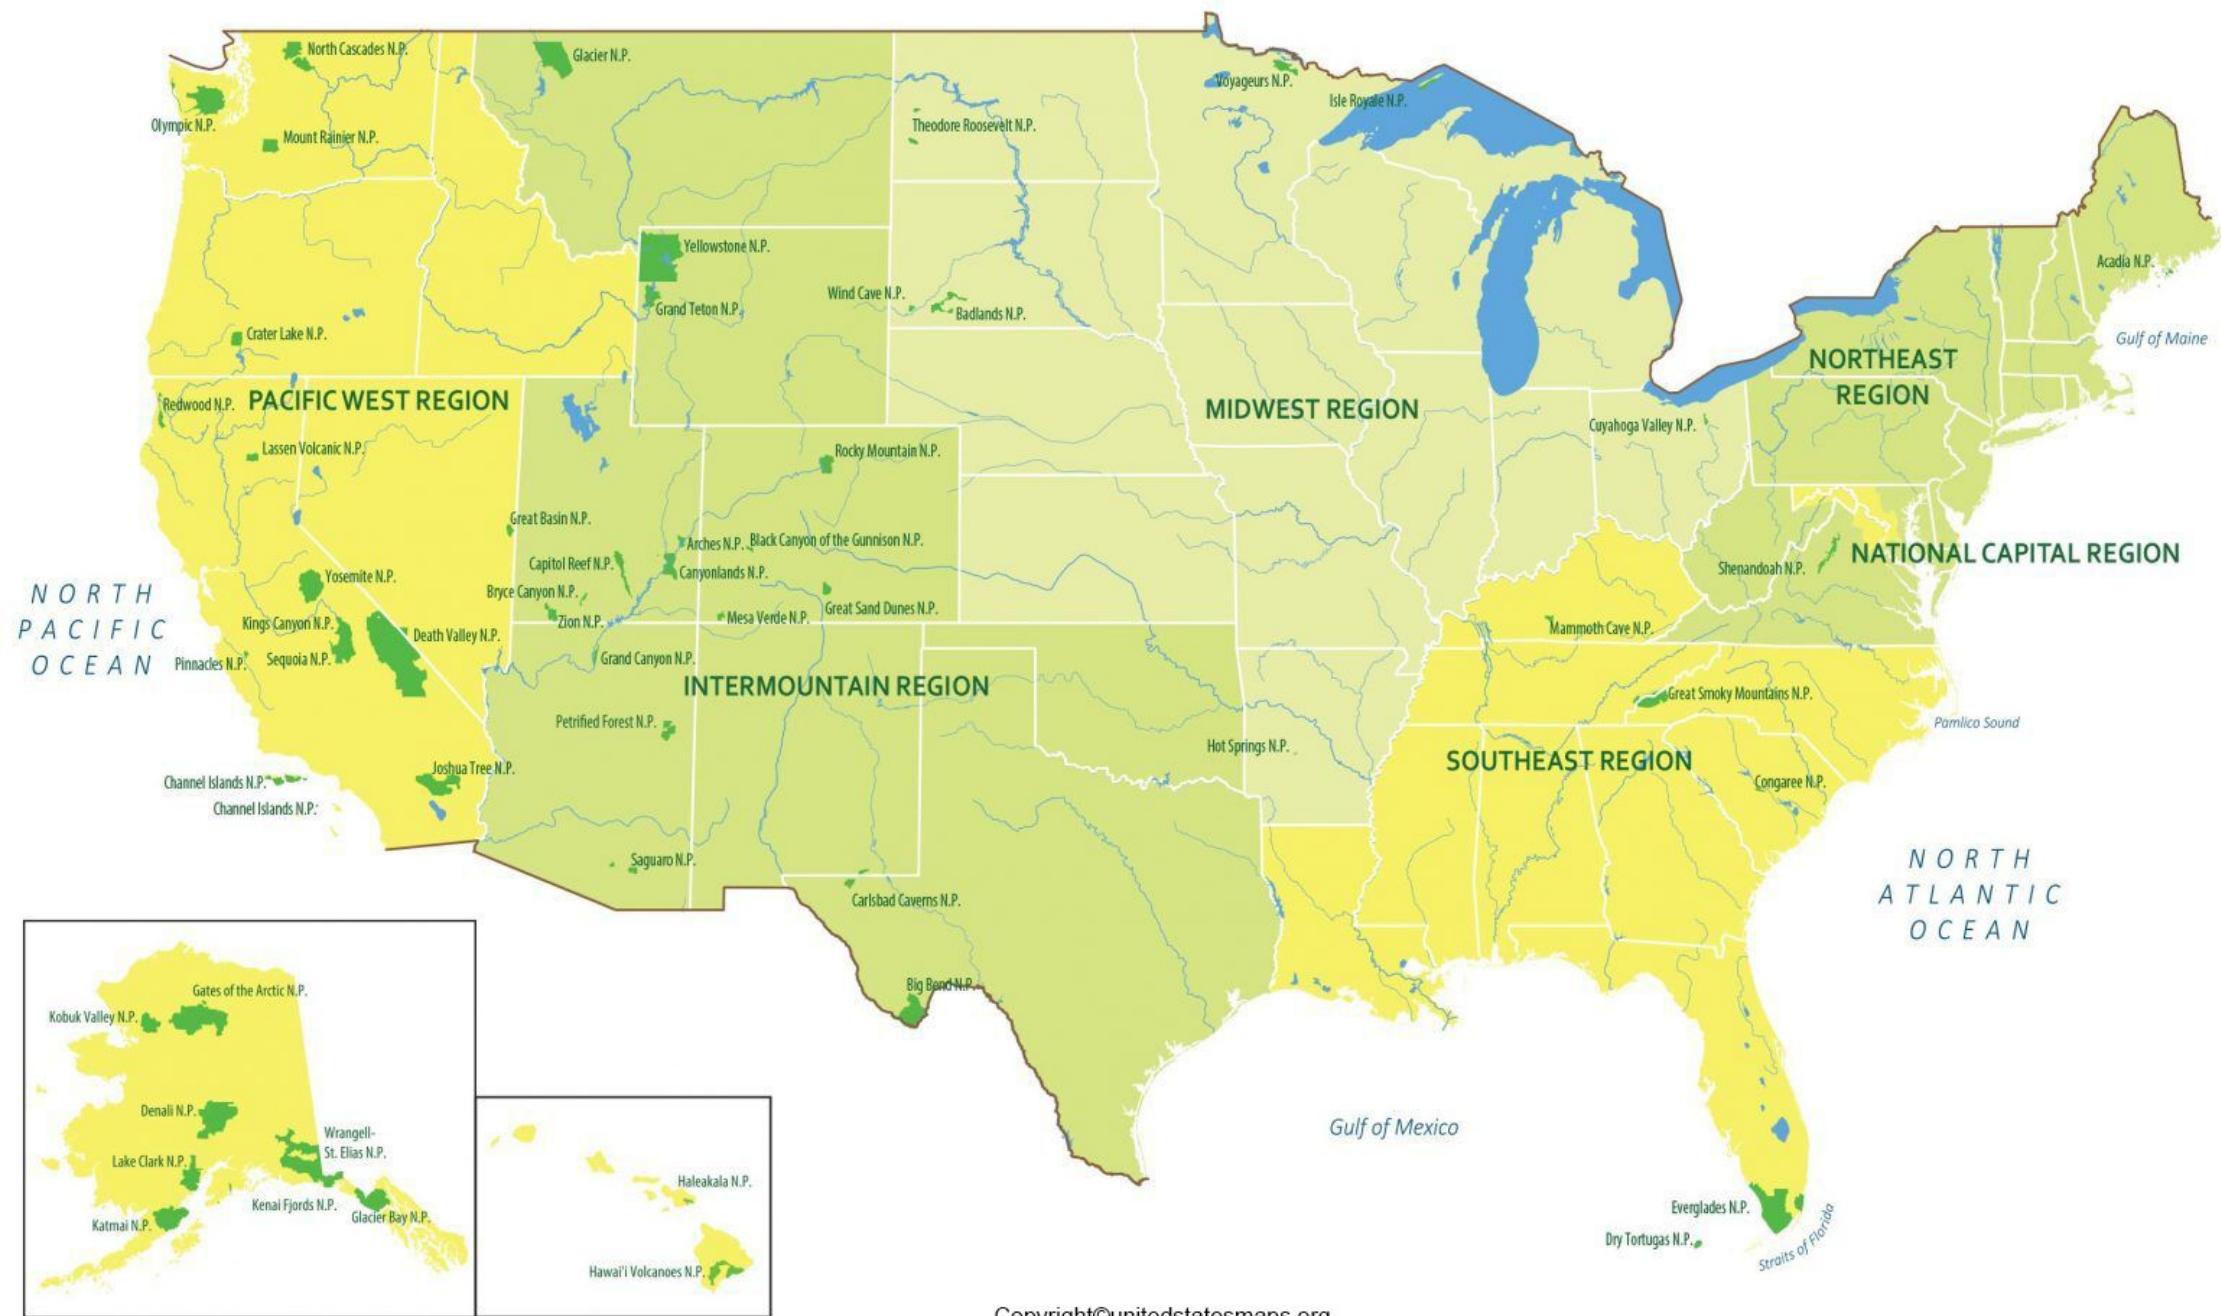 North Cascades N.P.
Glacier N.P.
Olympic N.P.
Mount Rainier N.P.
Theodore Roosevelt N.P.
Voyageurs N.P.
Isle Royale N.P.
Yellowstone N.P.
Grand Teton N.P.
Wind Cave N.P.
Badlands N.P.
Acadia N.P.
Gulf of Maine
Crater Lake N.P.
NORTHEAST
REGION
Redwood N.P.
PACIFIC WEST REGION
MIDWEST REGION
Cuyahoga Valley N.P.
Lassen Volcanic N.P.
Rocky Mountain N.P.
Great Basin N.P.
Arches N.P.
Black Canyon of the Gunnison N.P.
Capitol Reef N.P.
Canyonlands N.P.
Bryce Canyon N.P.
Zion N.P.
Mesa Verde N.P.
Great Sand Dunes N.P.
Shenandoah N.P.
NATIONAL CAPITAL REGION
Yosemite N.P.
NORTH
PACIFIC
OCEAN
Kings Canyon N.P.
Death Valley N.P.
Pinnacles N.P.
Sequoia N.P.
Grand Canyon N.P.
INTERMOUNTAIN REGION
Mammoth Cave N.P.
Great Smoky Mountains N.P.
Pamlico Sound
Petrified Forest N.P.
Hot Springs N.P.
SOUTHEAST REGION
Congaree N.P.
Joshua Tree N.P.
Channel Islands N.P.
Channel Islands N.P.
Saguaro N.P.
Carlsbad Caverns N.P.
NORTH
ATLANTIC
OCEAN
Big Bend N.P.
Gates of the Arctic N.P.
Kobuk Valley N.P.
Denali N.P.
Wrangell-
St. Elias N.P.
Lake Clark N.P.
Kenai Fjords N.P.
Glacier Bay N.P.
Katmai N.P.
Haleakala N.P.
Hawai'i Volcanoes N.P.
Gulf of Mexico
Everglades N.P.
Dry Tortugas N.P.
Straits of Florida
Copyright©unitedstatesmaps.org